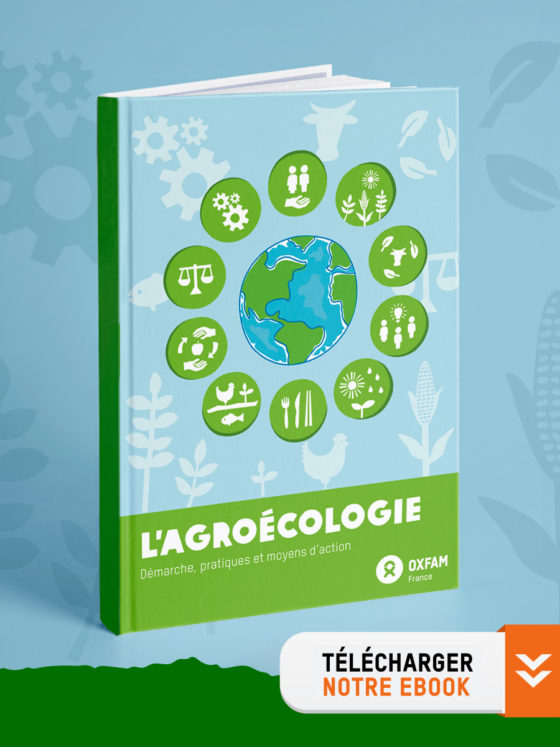 L'AGROÉCOLOGIE
Démarche, pratiques et moyens d'action
OXFAM
France
TÉLÉCHARGER
NOTRE EBOOK